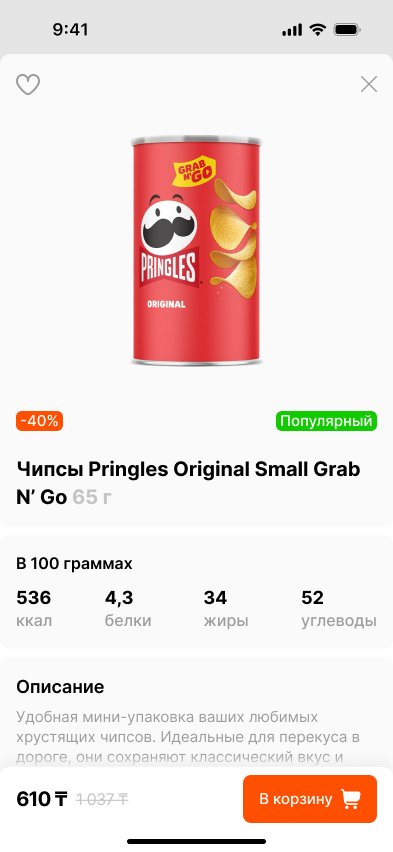 9:41
GRAB
N' GO
PRINGLES
ORIGINAL
-40%
Популярный
Чипсы Pringles Original Small Grab
N’ Go 65 г
В 100 граммах
536 4,3 34 52
ккал белки жиры углеводы
Описание
Удобная мини-упаковка ваших любимых
хрустящих чипсов. Идеальные для перекуса в
дороге, они сохраняют классический вкус и
610 ₸ 1 037 ₸ В корзину